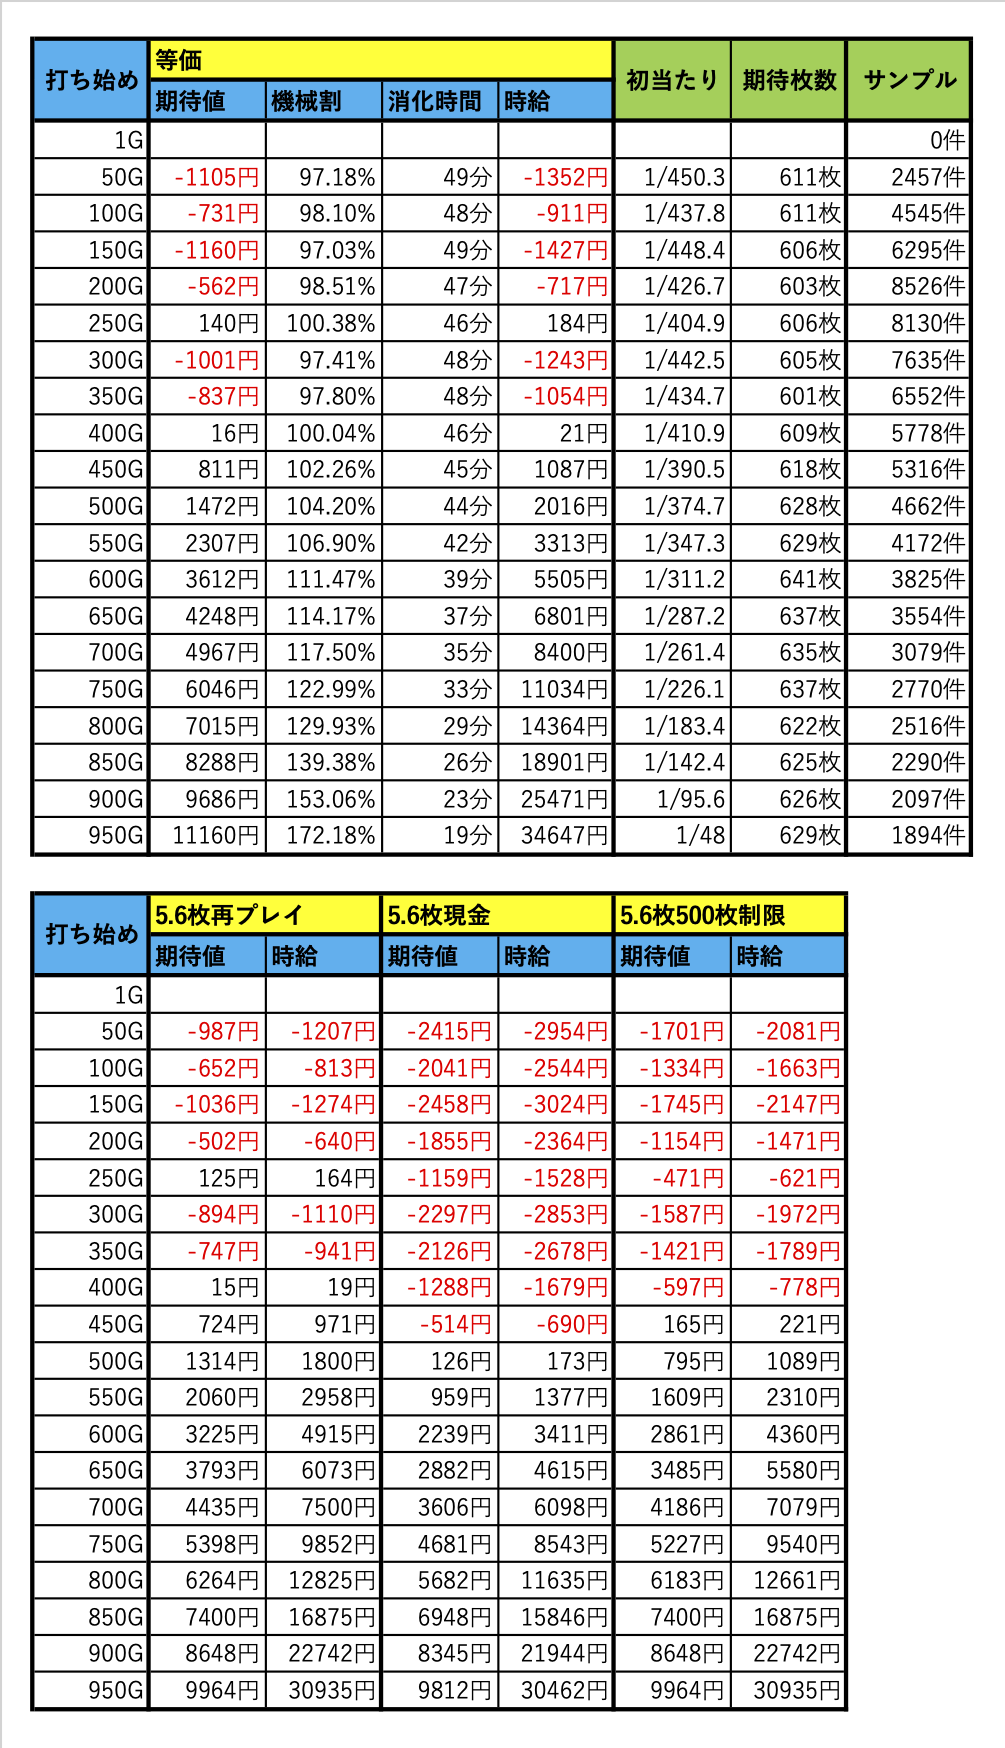 打ち始め 等価 初当たり 期待枚数 サンプル
期待値 機械割 消化時間 時給
1G 0件
50G -1105円 97.18% 49分 -1352円 1/450.3 611枚 2457件
100G -731円 98.10% 48分 -911円 1/437.8 611枚 4545件
150G -1160円 97.03% 49分 -1427円 1/448.4 606枚 6295件
200G -562円 98.51% 47分 -717円 1/426.7 603枚 8526件
250G 140円 100.38% 46分 184円 1/404.9 606枚 8130件
300G -1001円 97.41% 48分 -1243円 1/442.5 605枚 7635件
350G -837円 97.80% 48分 -1054円 1/434.7 601枚 6552件
400G 16円 100.04% 46分 21円 1/410.9 609枚 5778件
450G 811円 102.26% 45分 1087円 1/390.5 618枚 5316件
500G 1472円 104.20% 44分 2016円 1/374.7 628枚 4662件
550G 2307円 106.90% 42分 3313円 1/347.3 629枚 4172件
600G 3612円 111.47% 39分 5505円 1/311.2 641枚 3825件
650G 4248円 114.17% 37分 6801円 1/287.2 637枚 3554件
700G 4967円 117.50% 35分 8400円 1/261.4 635枚 3079件
750G 6046円 122.99% 33分 11034円 1/226.1 637枚 2770件
800G 7015円 129.93% 29分 14364円 1/183.4 622枚 2516件
850G 8288円 139.38% 26分 18901円 1/142.4 625枚 2290件
900G 9686円 153.06% 23分 25471円 1/95.6 626枚 2097件
950G 11160円 172.18% 19分 34647円 1/48 629枚 1894件
打ち始め 5.6枚再プレイ 5.6枚現金 5.6枚500枚制限
期待値 時給 期待値 時給 期待値 時給
1G
50G -987円 -1207円 -2415円 -2954円 -1701円 -2081円
100G -652円 -813円 -2041円 -2544円 -1334円 -1663円
150G -1036円 -1274円 -2458円 -3024円 -1745円 -2147円
200G -502円 -640円 -1855円 -2364円 -1154円 -1471円
250G 125円 164円 -1159円 -1528円 -471円 -621円
300G -894円 -1110円 -2297円 -2853円 -1587円 -1972円
350G -747円 -941円 -2126円 -2678円 -1421円 -1789円
400G 15円 19円 -1288円 -1679円 -597円 -778円
450G 724円 971円 -514円 -690円 165円 221円
500G 1314円 1800円 126円 173円 795円 1089円
550G 2060円 2958円 959円 1377円 1609円 2310円
600G 3225円 4915円 2239円 3411円 2861円 4360円
650G 3793円 6073円 2882円 4615円 3485円 5580円
700G 4435円 7500円 3606円 6098円 4186円 7079円
750G 5398円 9852円 4681円 8543円 5227円 9540円
800G 6264円 12825円 5682円 11635円 6183円 12661円
850G 7400円 16875円 6948円 15846円 7400円 16875円
900G 8648円 22742円 8345円 21944円 8648円 22742円
950G 9964円 30935円 9812円 30462円 9964円 30935円